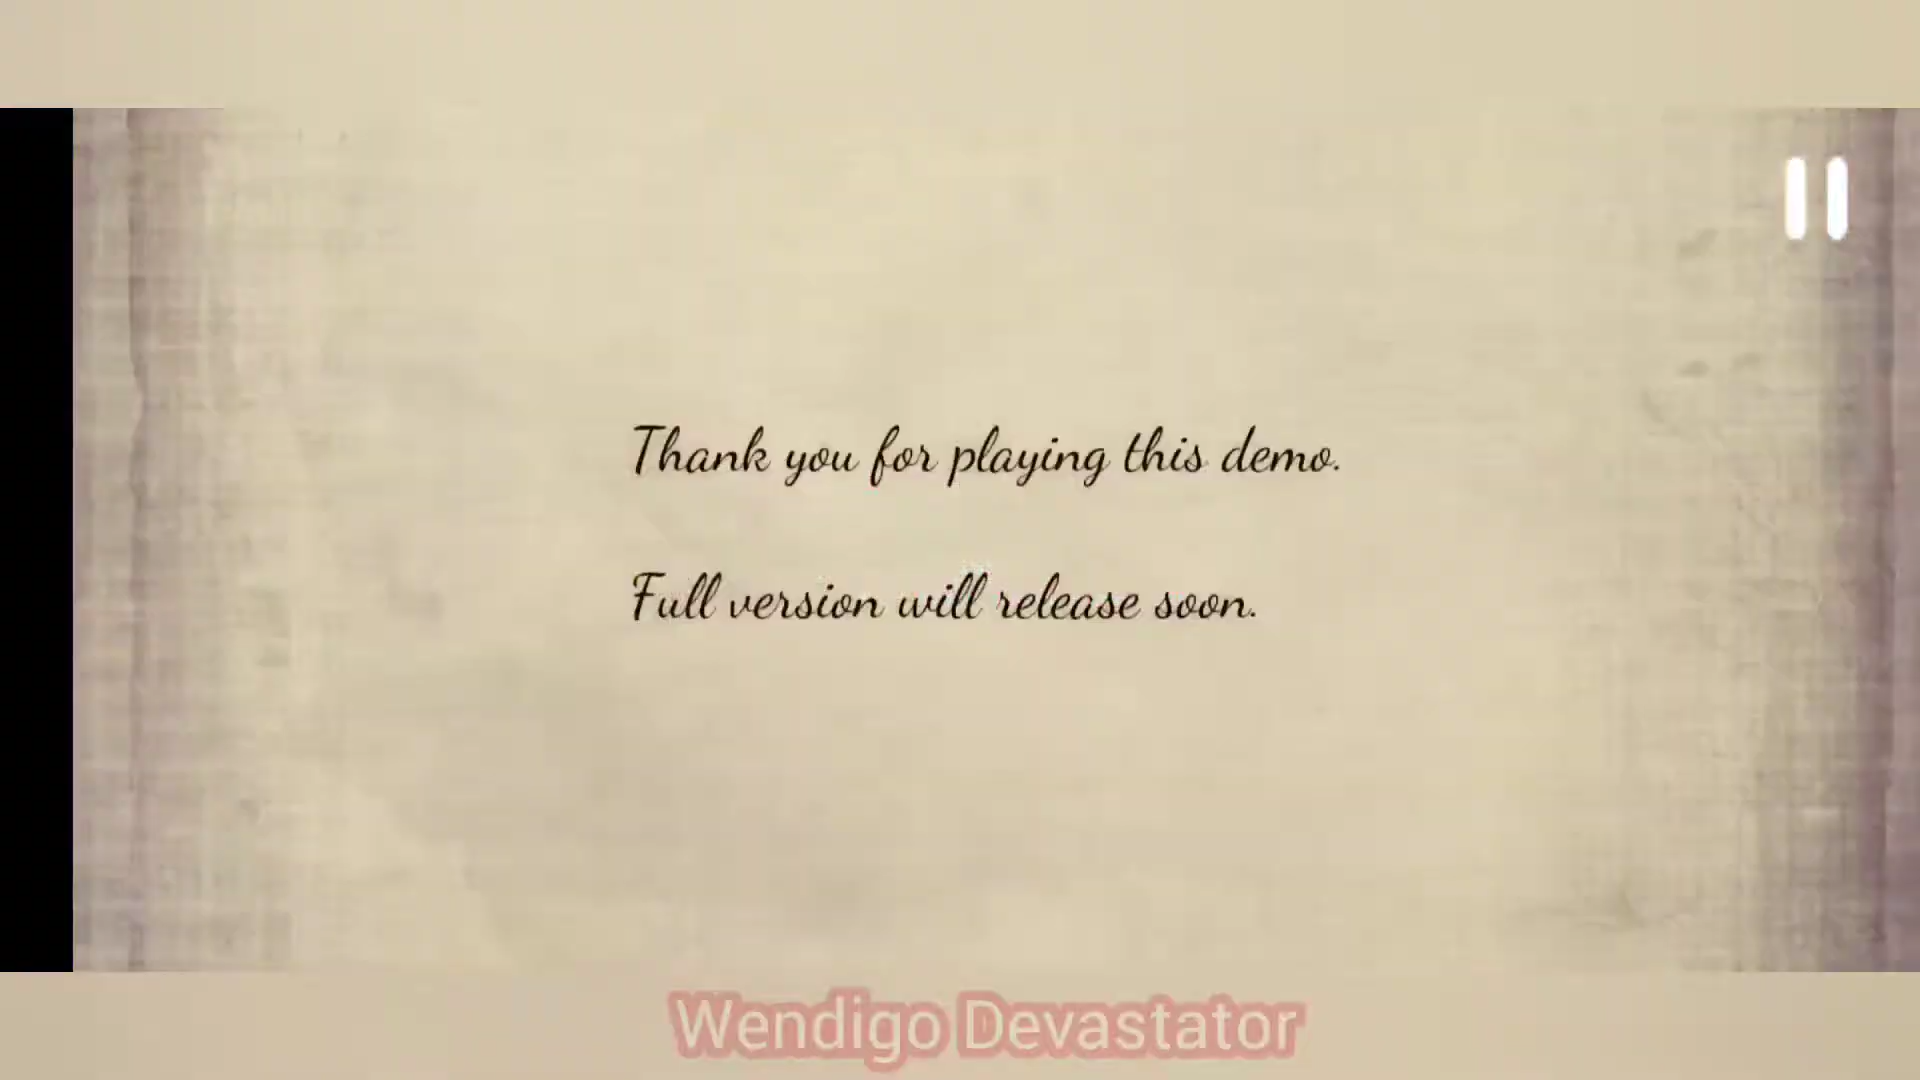 Thank you for playing this demo.
Full version will release soon.
Wendigo Devastator